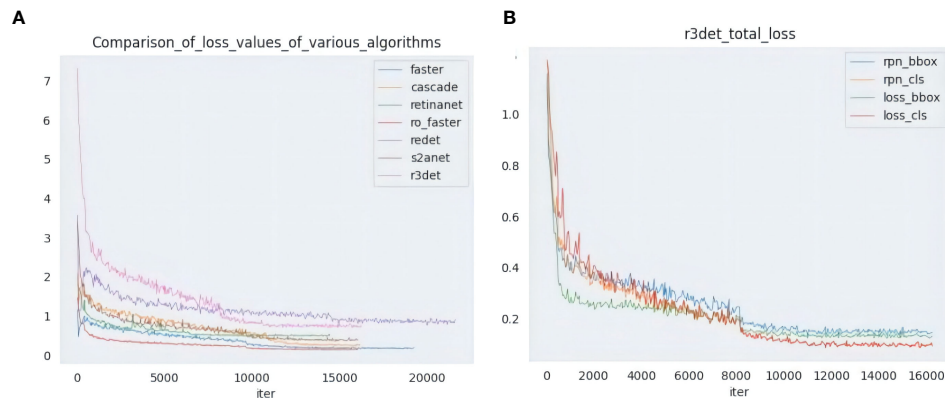 A
Comparison_of_loss_values_of_various_algorithms
faster
cascade
retinanet
ro_faster
redet
s2anet
r3det
7
6
5
4
3
2
1
0
0 5000 10000 15000 20000
iter
B
r3det_total_loss
rpn_bbox
rpn_cls
loss_bbox
loss_cls
1.0
0.8
0.6
0.4
0.2
0 2000 4000 6000 8000 10000 12000 14000 16000
iter